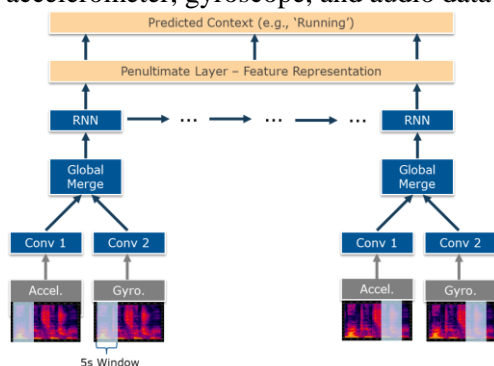 accelerometer, gyroscope, and audio data
Predicted Context (e.g., ‘Running’)
Penultimate Layer – Feature Representation
RNN
...
...
...
RNN
Global
Merge
Global
Merge
Conv 1
Conv 2
Conv 1
Conv 2
Accel.
Gyro.
Accel.
Gyro.
5s Window